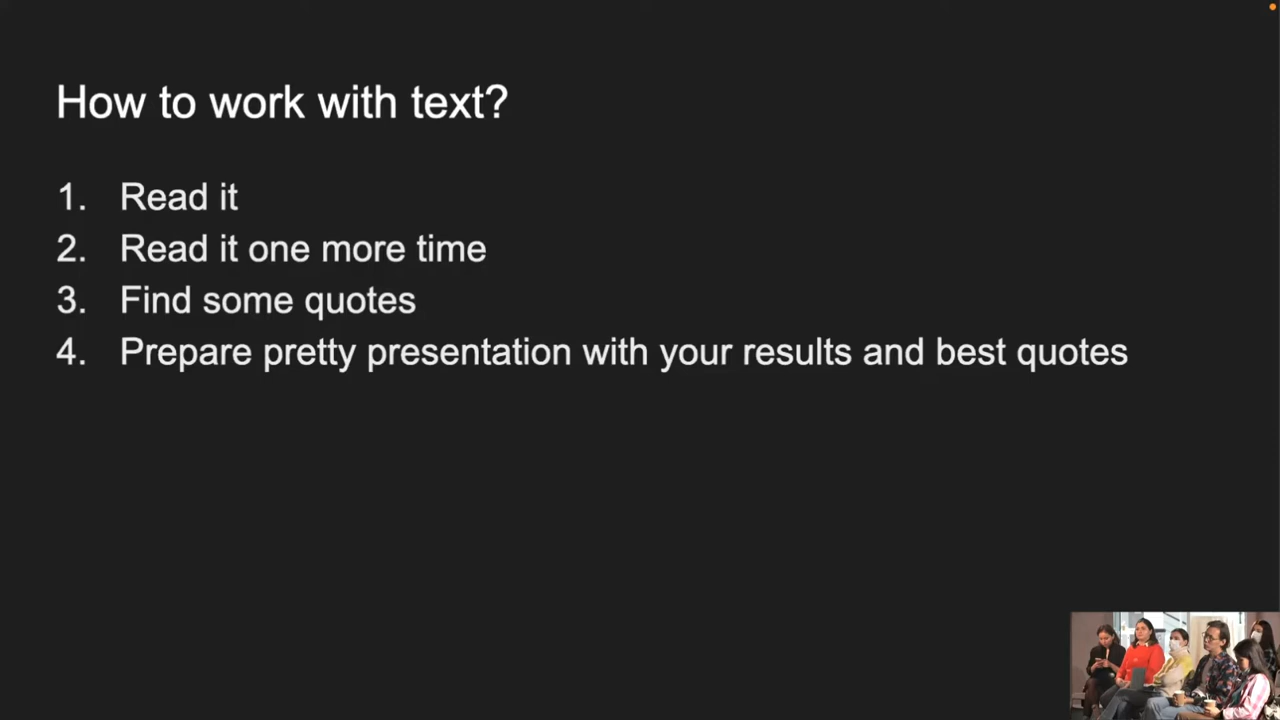 How to work with text?
1. Read it
2. Read it one more time
3. Find some quotes
4. Prepare pretty presentation with your results and best quotes